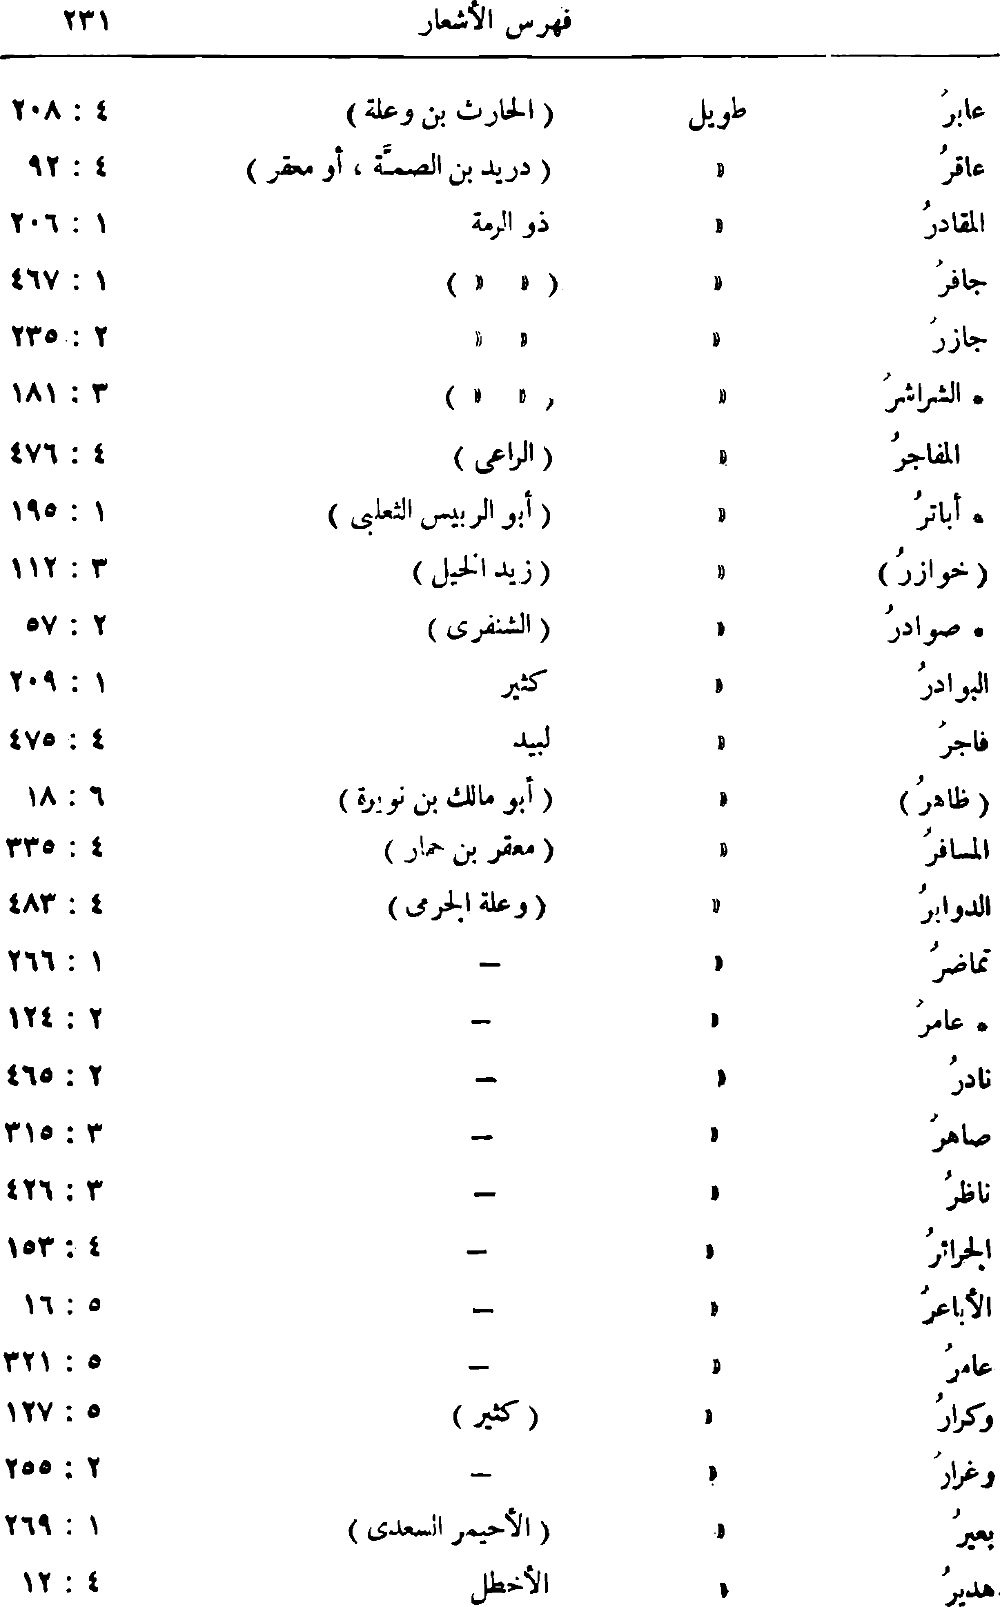 فهرس الأشعار ٢٣١
عابرُ طويل ( الحارث بن وعلة ) ٤ : ٢٠٨
عاقرُ » ( دريد بن الصمَّة ، أو معقر ) ٤ : ٩٢
المقادرُ » ذو الرمة ١ : ٢٠٦
جافرُ » ( » » ) ١ : ٤٦٧
جازرُ » » » ٢ : ٢٣٥
* الشراشرُ » ( » » ) ٣ : ١٨١
المفاجرُ » ( الراعى ) ٤ : ٤٧٦
* أباترُ » ( أبو الربيس الثعلبى ) ١ : ١٩٥
( خوازرُ ) » ( زيد الخيل ) ٣ : ١١٢
* صوادرُ » ( الشنفرى ) ٢ : ٥٧
البوادرُ » كثير ١ : ٢٠٩
فاجرُ » لبيد ٤ : ٤٧٥
( ظاهرُ ) » ( أبو مالك بن نويرة ) ٦ : ١٨
المسافرُ » ( معقر بن حمار ) ٤ : ٣٣٥
الدوابرُ » ( وعلة الجرمى ) ٤ : ٤٨٣
تماضرُ » — ١ : ٢٦٦
* عامرُ » — ٢ : ١٢٤
نادرُ » — ٢ : ٤٦٥
صاهرُ » — ٣ : ٣١٥
ناظرُ » — ٣ : ٤٢٦
الجرائرُ » — ٤ : ١٥٣
الأباعرُ » — ٥ : ١٦
عامرُ » — ٥ : ٣٢١
وكرارُ » ( كثير ) ٥ : ١٢٧
وغرارُ » — ٢ : ٢٥٥
بعيرُ » ( الأحيمر السعدى ) ١ : ٢٦٩
هديرُ » الأخطل ٤ : ١٢